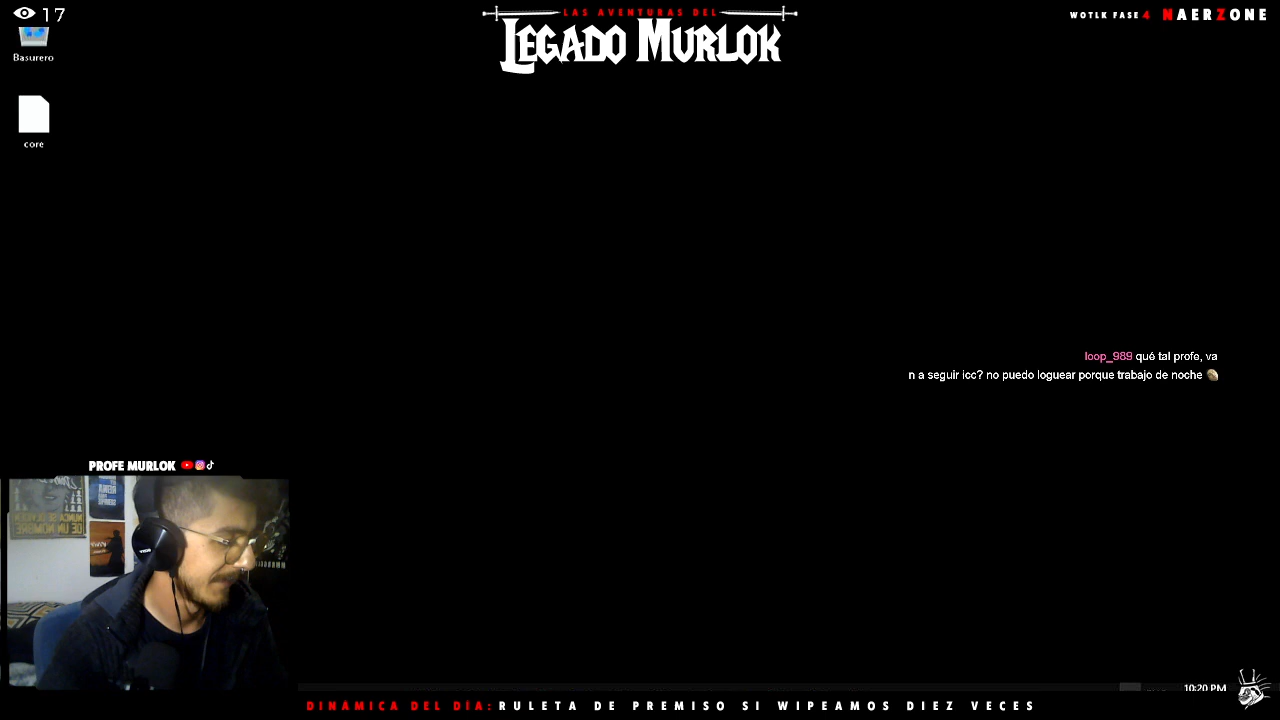 17
LAS AVENTURAS DEL
LEGADO MURLOK
WOTLK FASE 4 NAERZONE
Basurero
core
loop_989 qué tal profe, va
n a seguir icc? no puedo loguear porque trabajo de noche
PROFE MURLOK
10:20 PM
DINAMICA DEL DIA: RULETA DE PREMISO SI WIPEAMOS DIEZ VECES